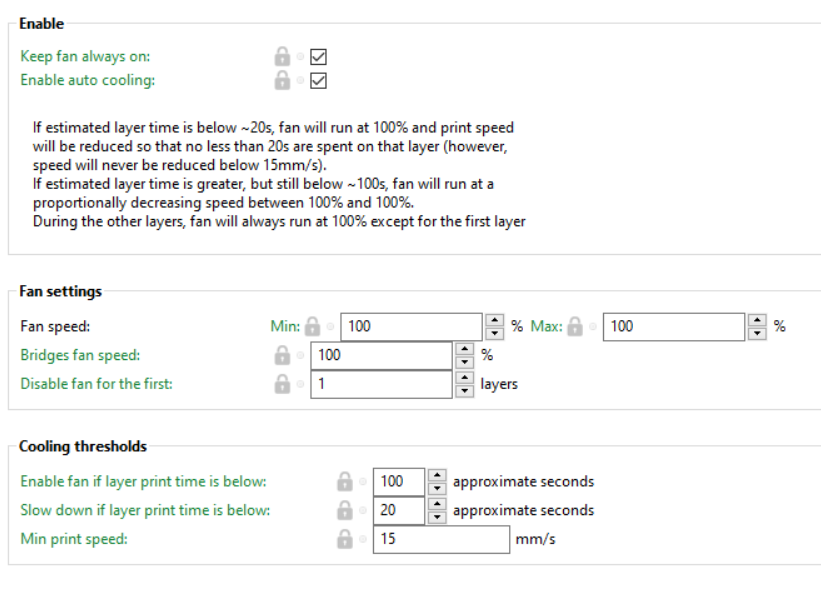 Enable
Keep fan always on:
Enable auto cooling:
If estimated layer time is below ~20s, fan will run at 100% and print speed
will be reduced so that no less than 20s are spent on that layer (however,
speed will never be reduced below 15mm/s).
If estimated layer time is greater, but still below ~100s, fan will run at a
proportionally decreasing speed between 100% and 100%.
During the other layers, fan will always run at 100% except for the first layer
Fan settings
Fan speed: Min: 100 % Max: 100 %
Bridges fan speed: 100 %
Disable fan for the first: 1 layers
Cooling thresholds
Enable fan if layer print time is below: 100 approximate seconds
Slow down if layer print time is below: 20 approximate seconds
Min print speed: 15 mm/s